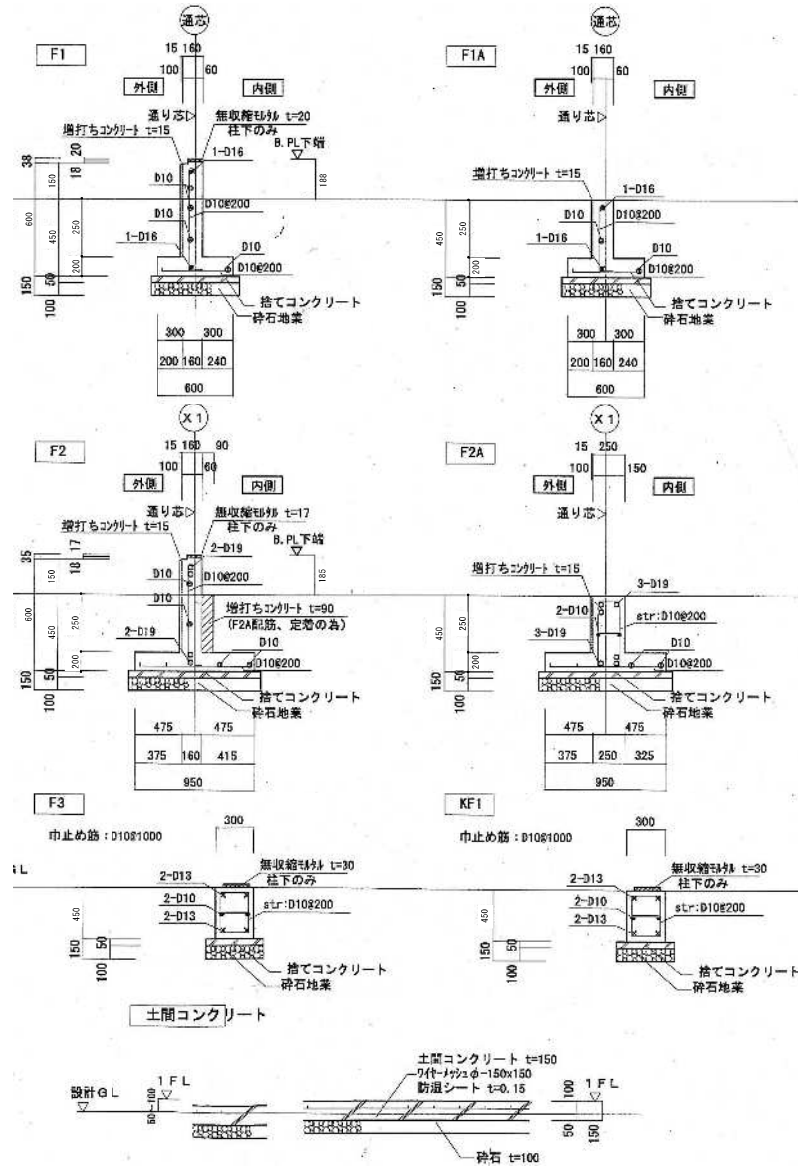 通芯
F1
15 160
100 60
外側
内側
通り芯
増打ちコンクリート t=15
無収縮モルタル t=20
柱下のみ
B.PL下端
1-D16
D10
D10@200
D10
1-D16
D10
D10@200
38
18 20
150
188
600
450
250
200
150
50
100
捨てコンクリート
砕石地業
300 300
200 160 240
600
通芯
F1A
15 160
100 60
外側
内側
通り芯
増打ちコンクリート t=15
1-D16
D10
D10@200
1-D16
D10
D10@200
450
250
200
150
50
100
捨てコンクリート
砕石地業
300 300
200 160 240
600
X1
F2
15 160 90
100 60
外側
内側
通り芯
増打ちコンクリート t=15
無収縮モルタル t=17
柱下のみ
B.PL下端
2-D19
D10
D10@200
D10
増打ちコンクリート t=90
(F2A配筋、定着の為)
2-D19
D10
D10@200
35
18 17
150
185
600
450
250
200
150
50
100
捨てコンクリート
砕石地業
475 475
375 160 415
950
X1
F2A
15 250
100 150
外側
内側
通り芯
増打ちコンクリート t=15
3-D19
2-D10
str:D10@200
3-D19
D10
D10@200
450
250
200
150
50
100
捨てコンクリート
砕石地業
475 475
375 250 325
950
F3
300
巾止め筋：D10@1000
GL
無収縮モルタル t=30
柱下のみ
2-D13
2-D10
2-D13
str:D10@200
450
150
50
100
捨てコンクリート
砕石地業
KF1
300
巾止め筋：D10@1000
無収縮モルタル t=30
柱下のみ
2-D13
2-D10
2-D13
str:D10@200
450
150
50
100
捨てコンクリート
砕石地業
土間コンクリート
設計GL
1FL
50~100
土間コンクリート t=150
ワイヤーメッシュφ-150x150
防湿シート t=0.15
1FL
100
50
150
砕石 t=100